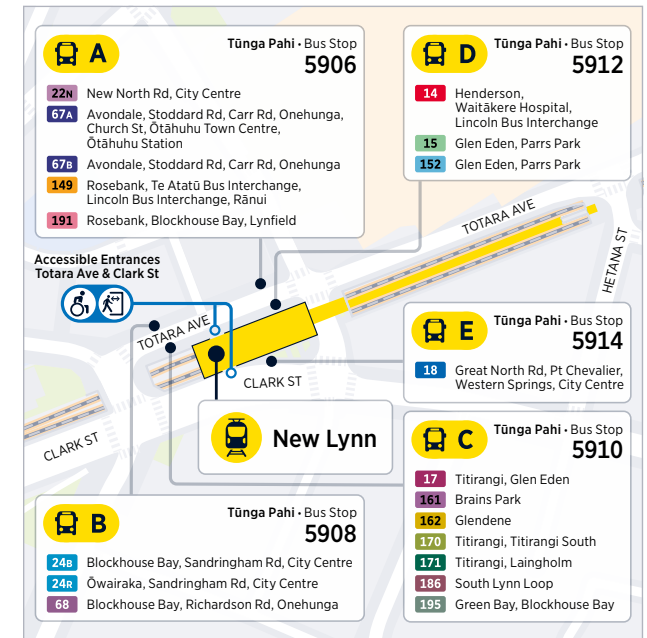 A
Tūnga Pahi • Bus Stop
5906
22N New North Rd, City Centre
67A Avondale, Stoddard Rd, Carr Rd, Onehunga,
Church St, Ōtāhuhu Town Centre,
Ōtāhuhu Station
67B Avondale, Stoddard Rd, Carr Rd, Onehunga
149 Rosebank, Te Atatū Bus Interchange,
Lincoln Bus Interchange, Rānui
191 Rosebank, Blockhouse Bay, Lynfield
D
Tūnga Pahi • Bus Stop
5912
14 Henderson,
Waitākere Hospital,
Lincoln Bus Interchange
15 Glen Eden, Parrs Park
152 Glen Eden, Parrs Park
TOTARA AVE
HETANA ST
Accessible Entrances
Totara Ave & Clark St
TOTARA AVE
CLARK ST
CLARK ST
New Lynn
E
Tūnga Pahi • Bus Stop
5914
18 Great North Rd, Pt Chevalier,
Western Springs, City Centre
C
Tūnga Pahi • Bus Stop
5910
17 Titirangi, Glen Eden
161 Brains Park
162 Glendene
170 Titirangi, Titirangi South
171 Titirangi, Laingholm
186 South Lynn Loop
195 Green Bay, Blockhouse Bay
B
Tūnga Pahi • Bus Stop
5908
24B Blockhouse Bay, Sandringham Rd, City Centre
24R Ōwairaka, Sandringham Rd, City Centre
68 Blockhouse Bay, Richardson Rd, Onehunga